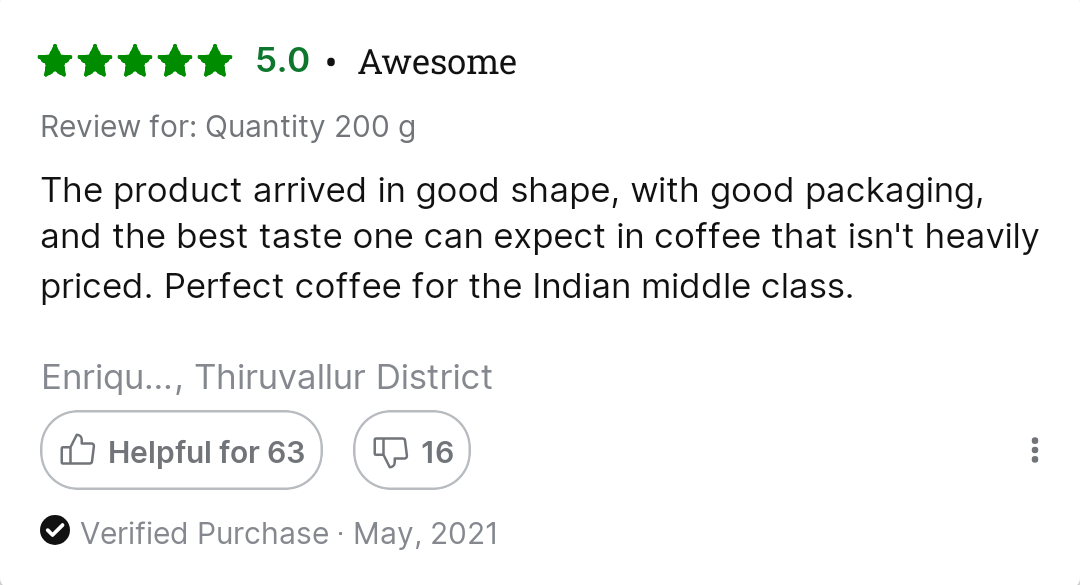 5.0 • Awesome
Review for: Quantity 200 g
The product arrived in good shape, with good packaging,
and the best taste one can expect in coffee that isn't heavily
priced. Perfect coffee for the Indian middle class.
Enriqu..., Thiruvallur District
Helpful for 63 16
Verified Purchase · May, 2021